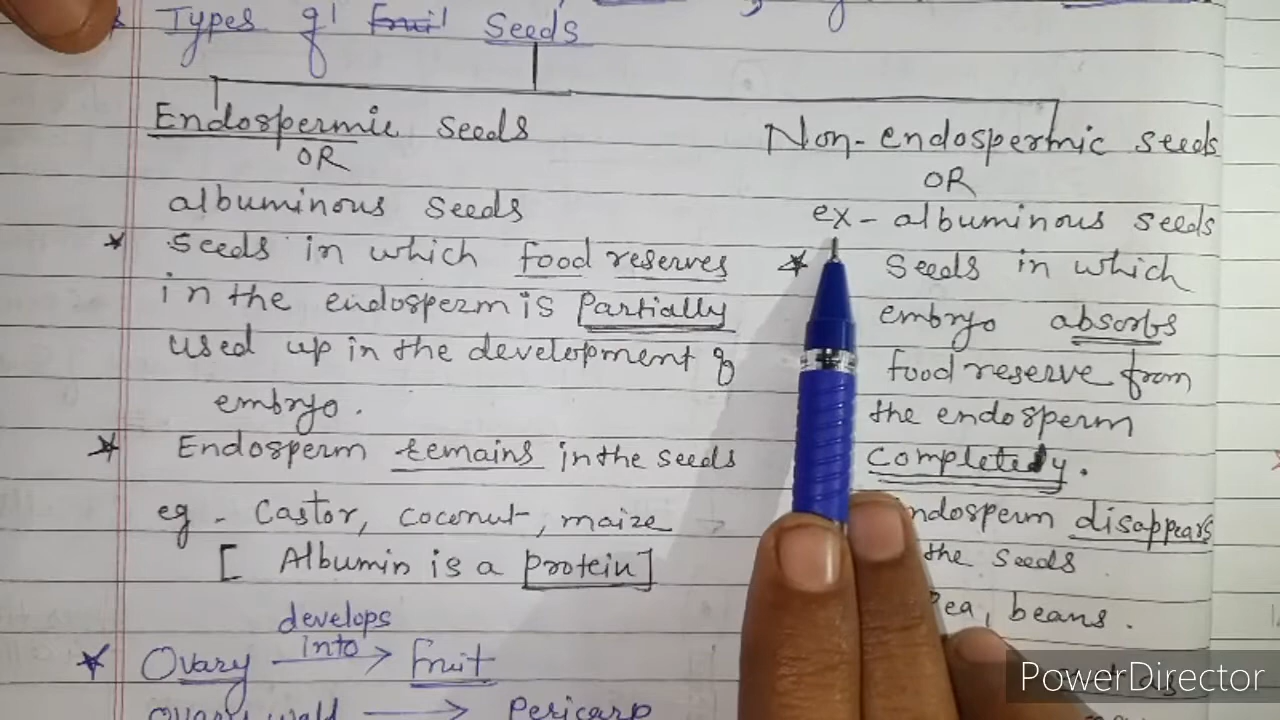 Types of fruit Seeds
Endospermic seeds
OR
albuminous seeds
* Seeds in which food reserves
in the endosperm is Partially
used up in the development of
embryo.
* Endosperm remains in the seeds
eg - Castor, coconut, maize
[ Albumin is a protein]
Non-endospermic seeds
OR
ex-albuminous seeds
* Seeds in which
embryo absorbs
food reserve from
the endosperm
completely.
ndosperm disappears
the seeds
ea, beans.
develops
* Ovary into fruit
ovary wall Pericarp
PowerDirector